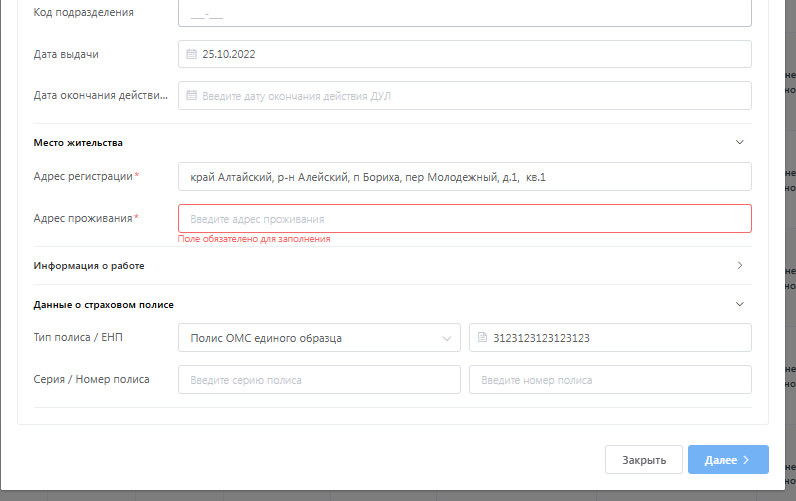 Код подразделения
___-___
Дата выдачи
25.10.2022
Дата окончания действи...
Введите дату окончания действия ДУЛ
Место жительства
Адрес регистрации*
край Алтайский, р-н Алейский, п Бориха, пер Молодежный, д.1, кв.1
Адрес проживания*
Введите адрес проживания
Поле обязателено для заполнения
Информация о работе
Данные о страховом полисе
Тип полиса / ЕНП
Полис ОМС единого образца
3123123123123123
Серия / Номер полиса
Введите серию полиса
Введите номер полиса
Закрыть
Далее